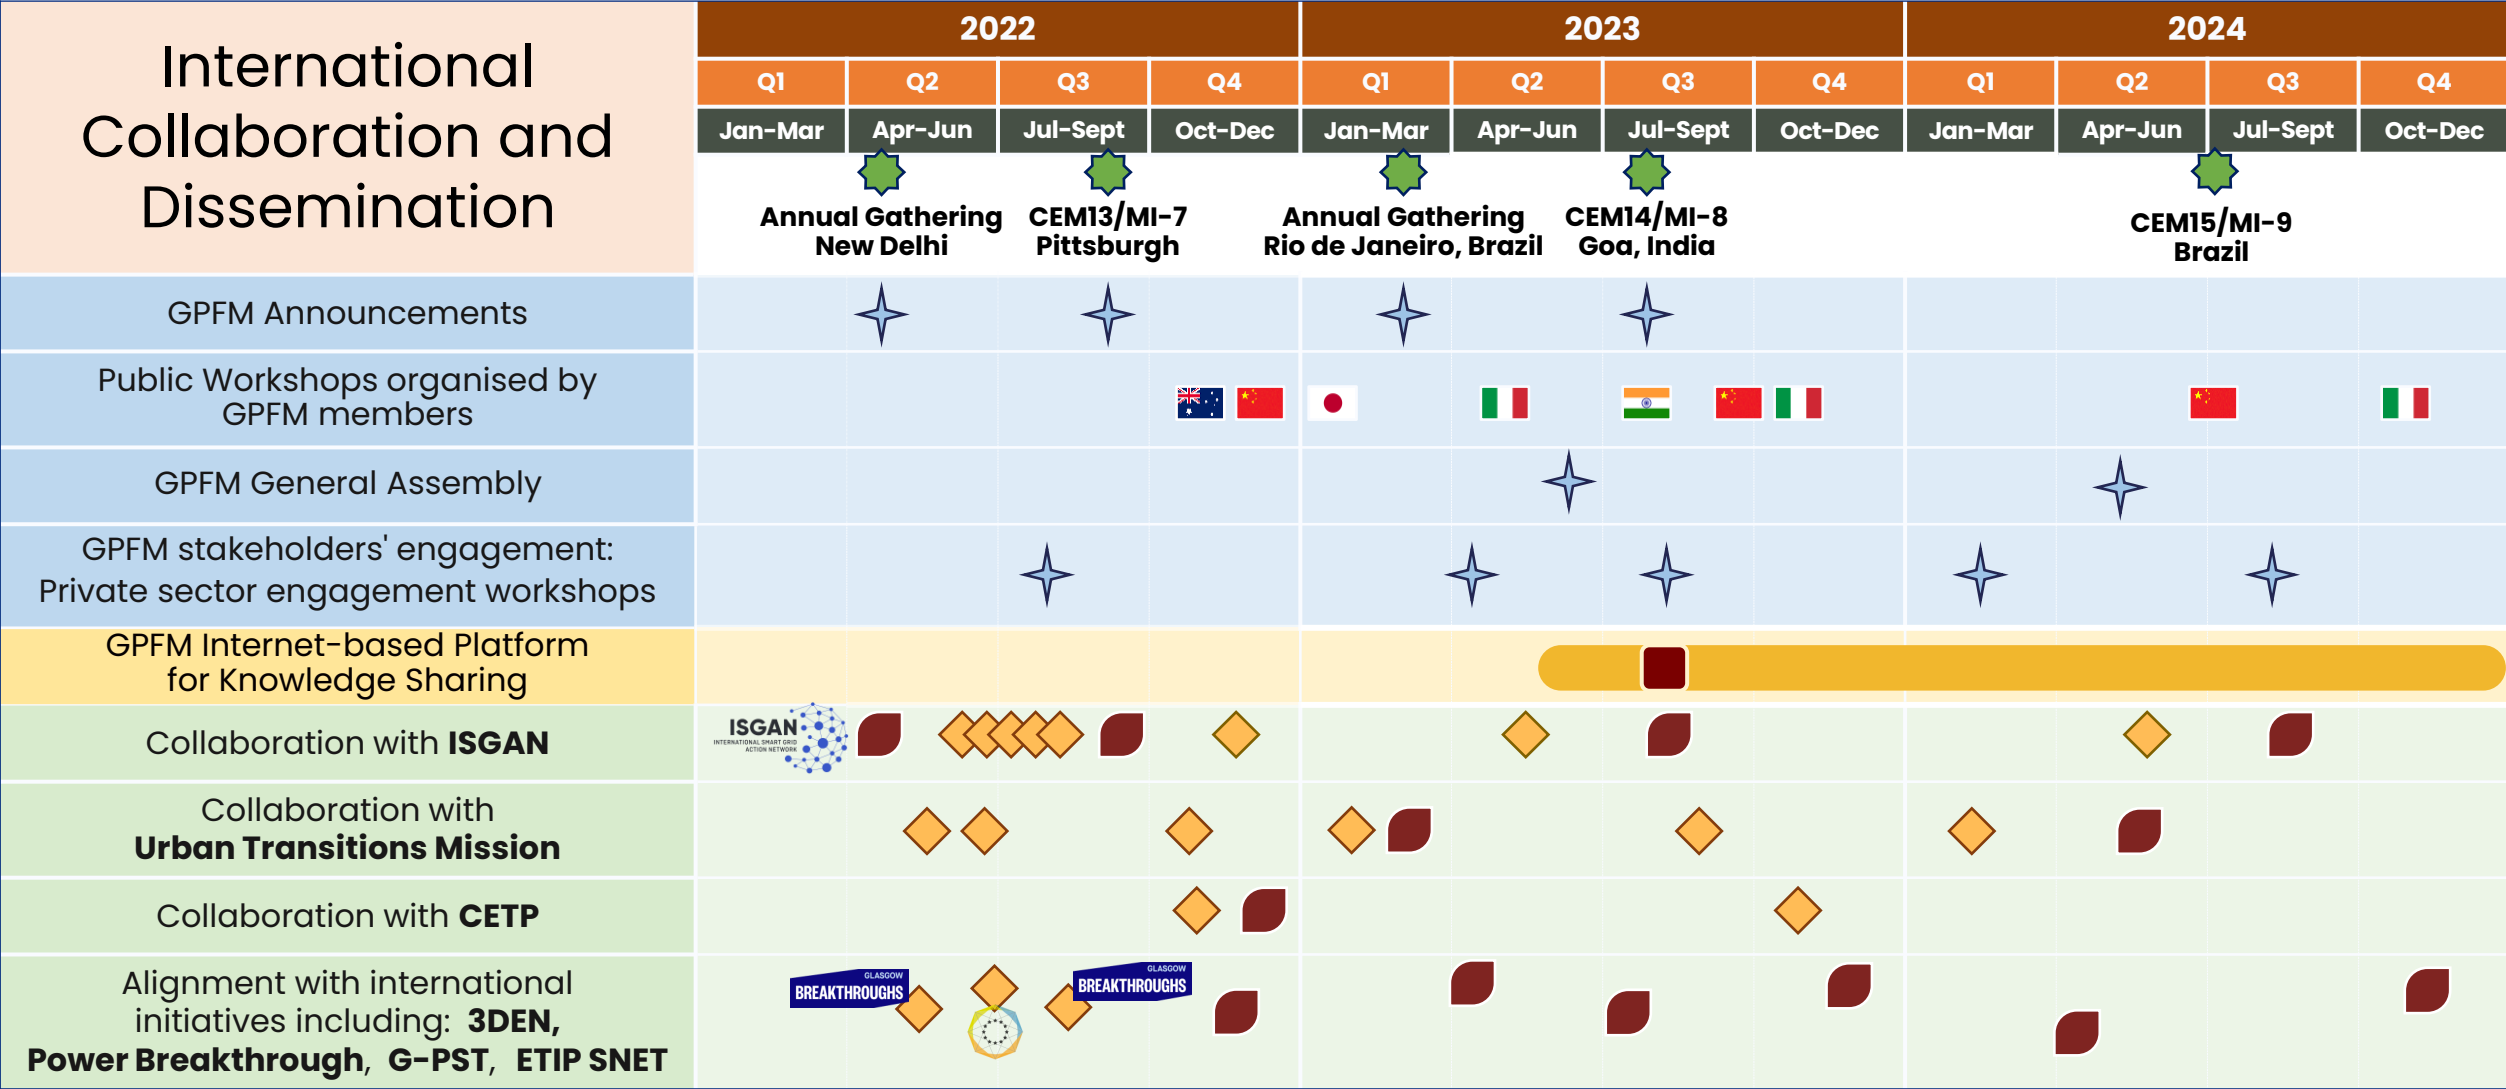 International
Collaboration and
Dissemination
2022
2023
2024
Q1
Q2
Q3
Q4
Q1
Q2
Q3
Q4
Q1
Q2
Q3
Q4
Jan-Mar
Apr-Jun
Jul-Sept
Oct-Dec
Jan-Mar
Apr-Jun
Jul-Sept
Oct-Dec
Jan-Mar
Apr-Jun
Jul-Sept
Oct-Dec
Annual Gathering
New Delhi
CEM13/MI-7
Pittsburgh
Annual Gathering
Rio de Janeiro, Brazil
CEM14/MI-8
Goa, India
CEM15/MI-9
Brazil
GPFM Announcements
Public Workshops organised by
GPFM members
GPFM General Assembly
GPFM stakeholders' engagement:
Private sector engagement workshops
GPFM Internet-based Platform
for Knowledge Sharing
Collaboration with ISGAN
ISGAN
INTERNATIONAL SMART GRID
ACTION NETWORK
Collaboration with
Urban Transitions Mission
Collaboration with CETP
Alignment with international
initiatives including: 3DEN,
Power Breakthrough, G-PST, ETIP SNET
GLASGOW
BREAKTHROUGHS
GLASGOW
BREAKTHROUGHS